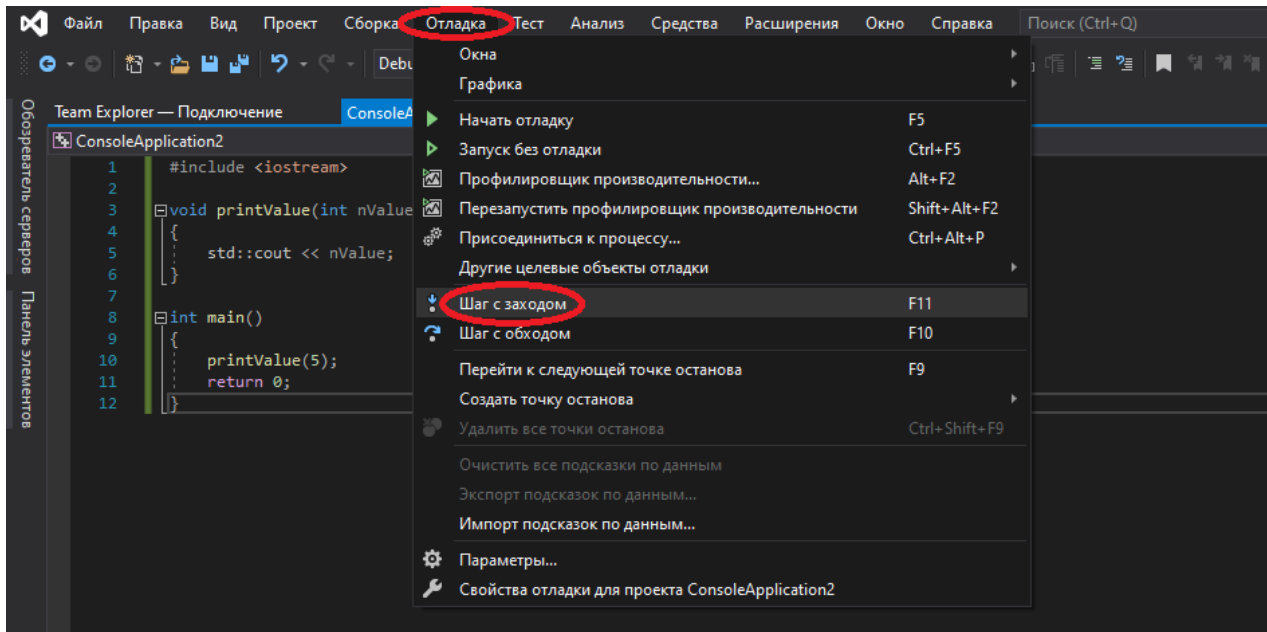 Файл Правка Вид Проект Сборка Отладка Тест Анализ Средства Расширения Окно Справка Поиск (Ctrl+Q)
Debu
Обозреватель серверов
Панель элементов
Team Explorer — Подключение ConsoleA
ConsoleApplication2
1 #include <iostream>
2
3 void printValue(int nValue
4 {
5 std::cout << nValue;
6 }
7
8 int main()
9 {
10 printValue(5);
11 return 0;
12 }
Окна
Графика
Начать отладку F5
Запуск без отладки Ctrl+F5
Профилировщик производительности... Alt+F2
Перезапустить профилировщик производительности Shift+Alt+F2
Присоединиться к процессу... Ctrl+Alt+P
Другие целевые объекты отладки
Шаг с заходом F11
Шаг с обходом F10
Перейти к следующей точке останова F9
Создать точку останова
Удалить все точки останова Ctrl+Shift+F9
Очистить все подсказки по данным
Экспорт подсказок по данным...
Импорт подсказок по данным...
Параметры...
Свойства отладки для проекта ConsoleApplication2